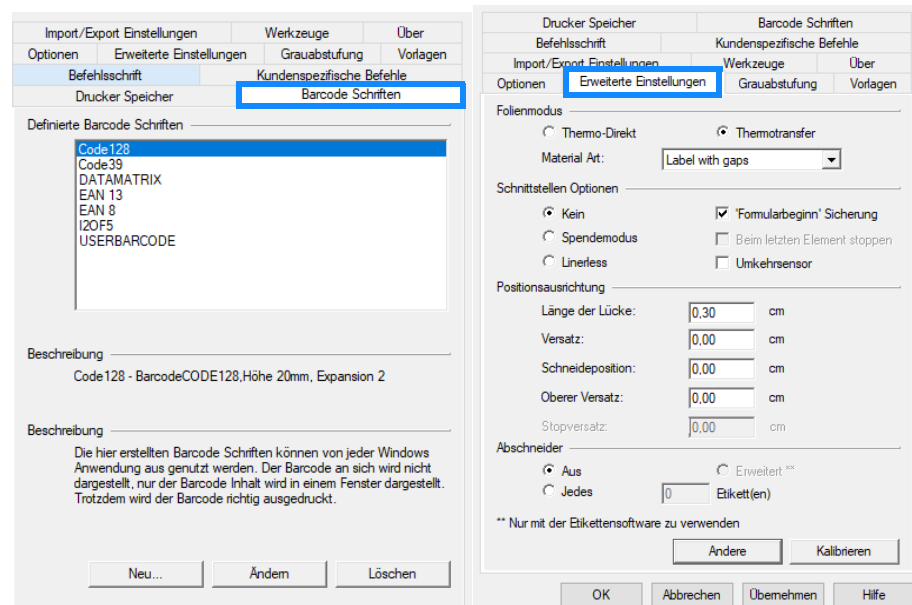 Import/Export Einstellungen Werkzeuge Über
Optionen Erweiterte Einstellungen Grauabstufung Vorlagen
Befehlsschrift Kundenspezifische Befehle
Drucker Speicher Barcode Schriften
Definierte Barcode Schriften
Code128
Code39
DATAMATRIX
EAN 13
EAN 8
I2OF5
USERBARCODE
Beschreibung
Code128 - BarcodeCODE128,Höhe 20mm, Expansion 2
Beschreibung
Die hier erstellten Barcode Schriften können von jeder Windows
Anwendung aus genutzt werden. Der Barcode an sich wird nicht
dargestellt, nur der Barcode Inhalt wird in einem Fenster dargestellt.
Trotzdem wird der Barcode richtig ausgedruckt.
Neu... Ändern Löschen
Drucker Speicher Barcode Schriften
Befehlsschrift Kundenspezifische Befehle
Import/Export Einstellungen Werkzeuge Über
Optionen Erweiterte Einstellungen Grauabstufung Vorlagen
Folienmodus
Thermo-Direkt Thermotransfer
Material Art: Label with gaps
Schnittstellen Optionen
Kein 'Formularbeginn' Sicherung
Spendemodus Beim letzten Element stoppen
Linerless Umkehrsensor
Positionsausrichtung
Länge der Lücke: 0,30 cm
Versatz: 0,00 cm
Schneideposition: 0,00 cm
Oberer Versatz: 0,00 cm
Stopversatz: 0,00 cm
Abschneider
Aus Erweitert **
Jedes 0 Etikett(en)
** Nur mit der Etikettensoftware zu verwenden
Andere Kalibrieren
OK Abbrechen Übernehmen Hilfe